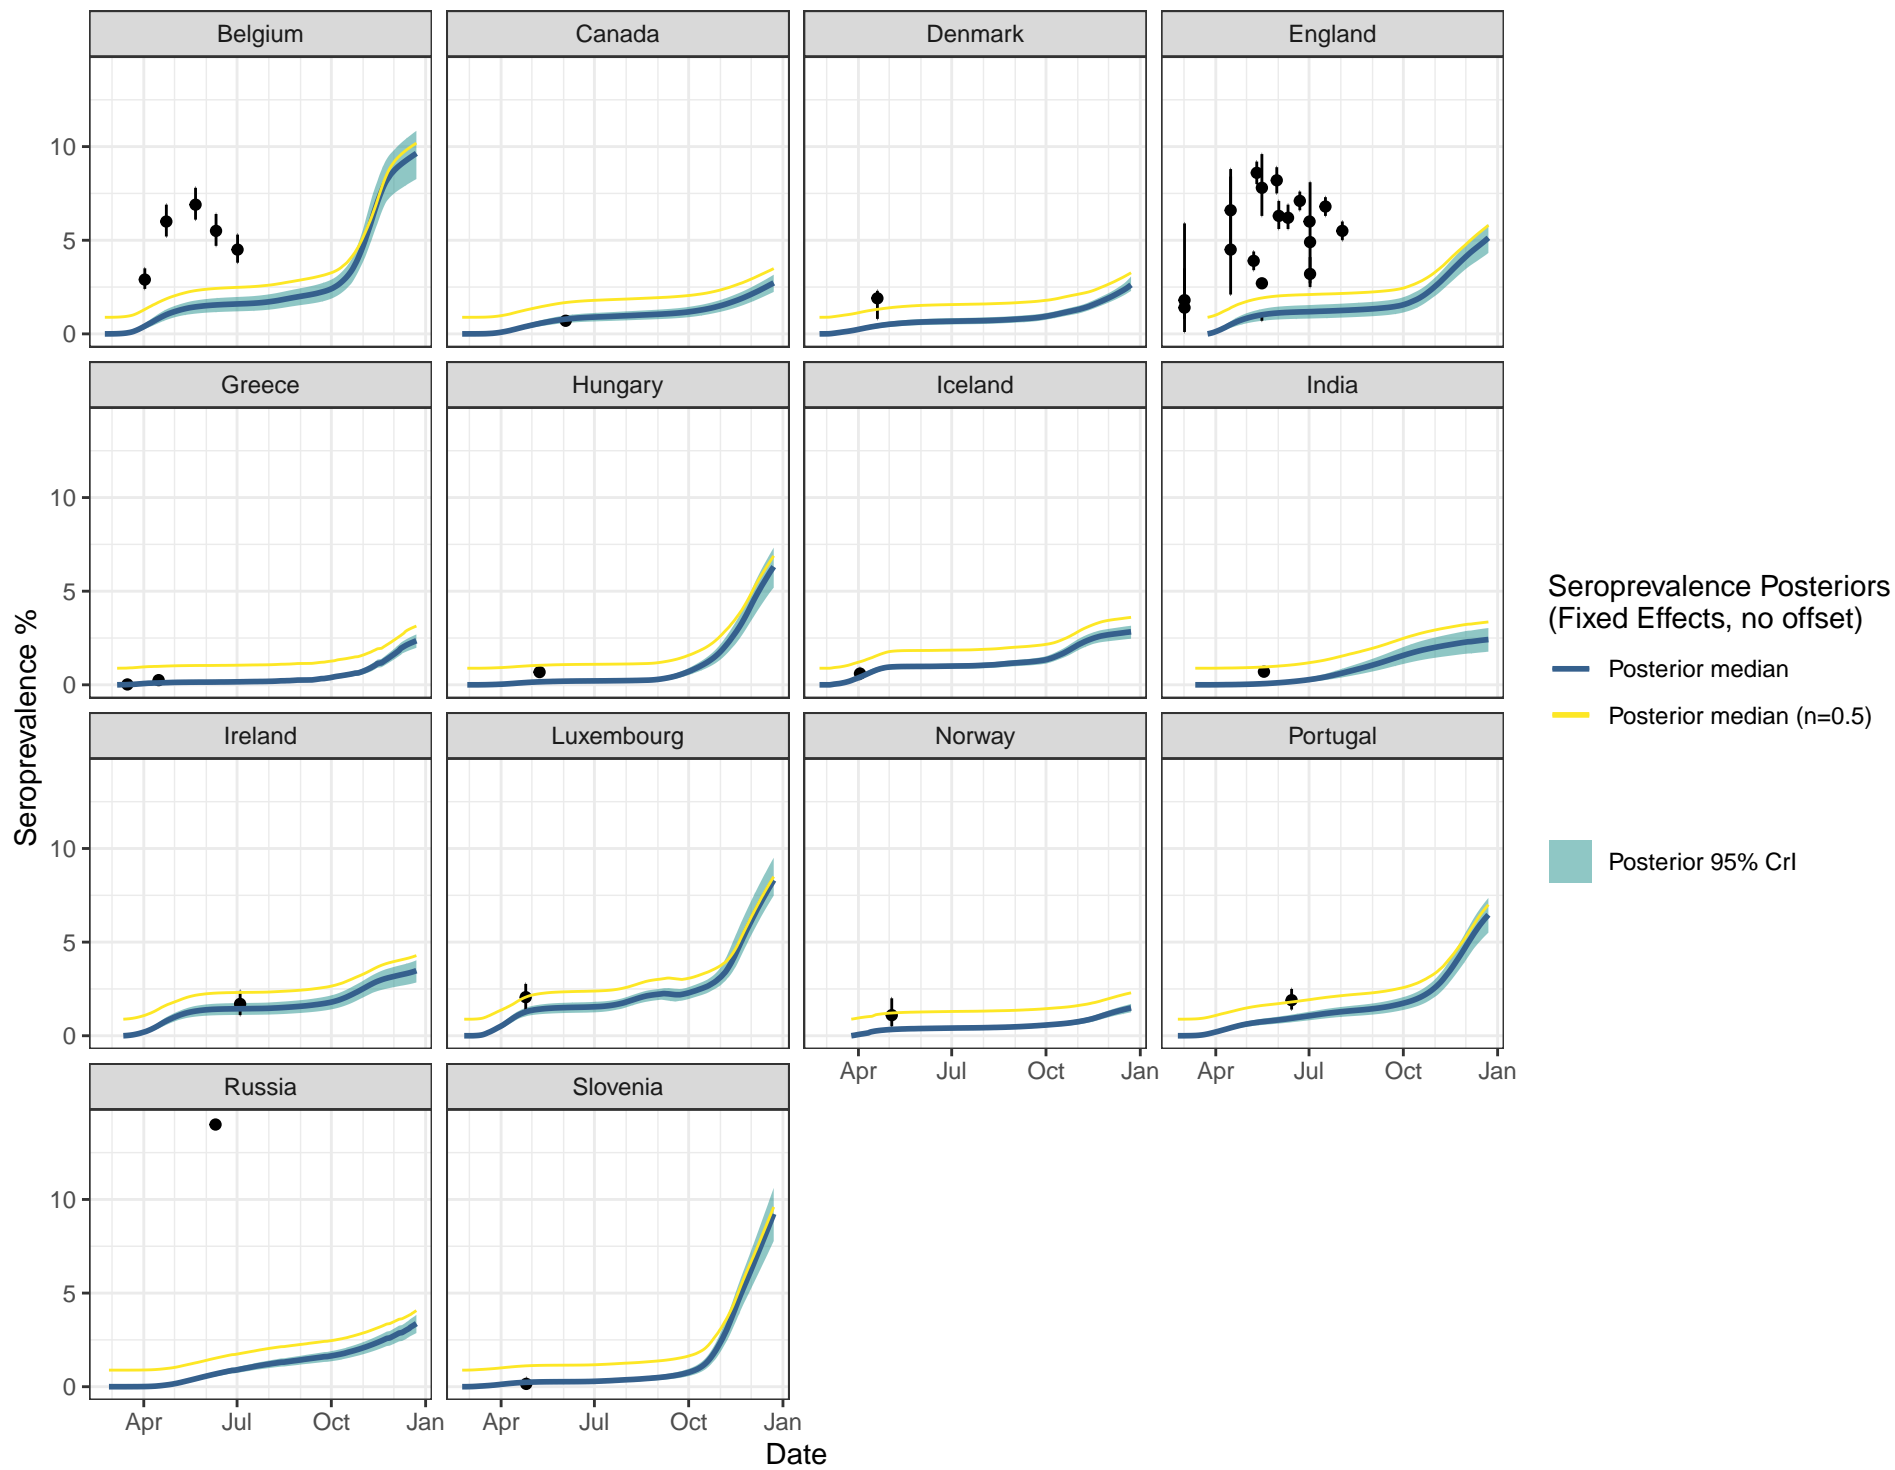 Belgium
Canada
Denmark
England
10
5
0
Greece
Hungary
Iceland
India
10
5
0
Ireland
Luxembourg
Norway
Portugal
10
5
0
Apr
Jul
Oct
Jan
Apr
Jul
Oct
Jan
Russia
Slovenia
10
5
0
Apr
Jul
Oct
Jan
Apr
Jul
Oct
Jan
Date
Seroprevalence %
Seroprevalence Posteriors
(Fixed Effects, no offset)
Posterior median
Posterior median (n=0.5)
Posterior 95% CrI